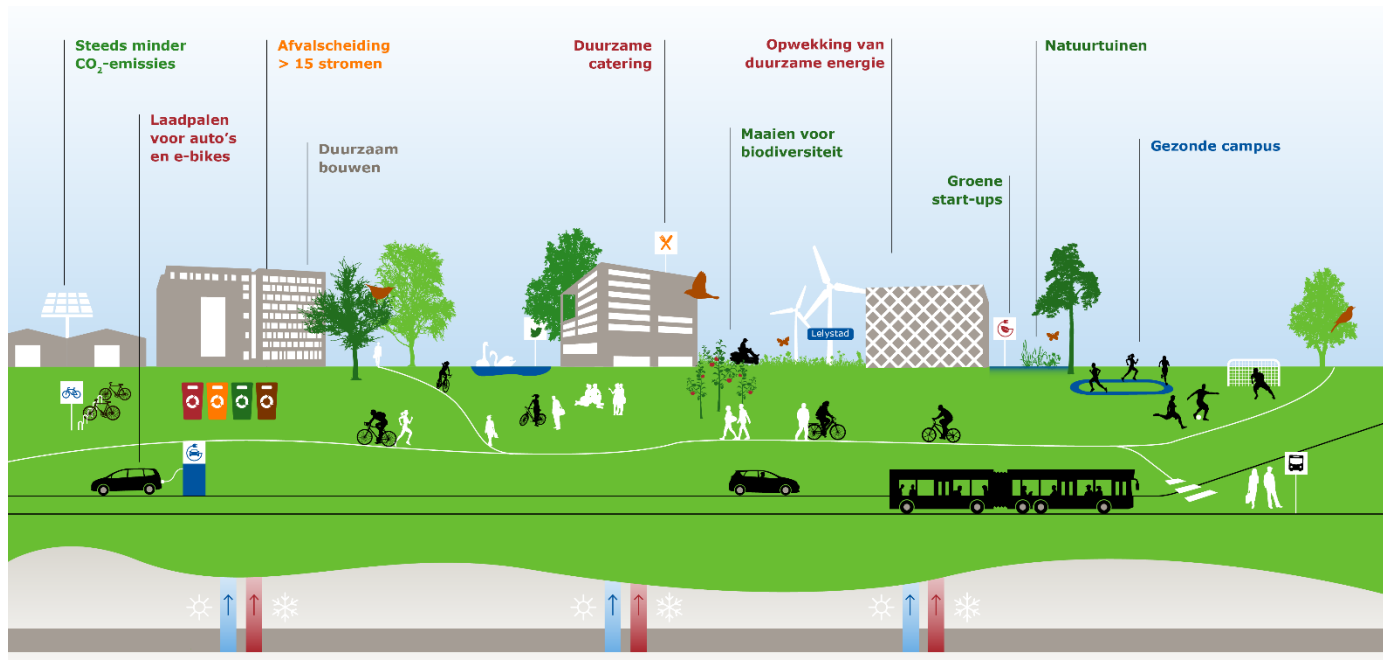 Steeds minder
CO₂-emissies
Afvalscheiding
> 15 stromen
Duurzame
catering
Opwekking van
duurzame energie
Natuurtuinen
Laadpalen
voor auto's
en e-bikes
Duurzaam
bouwen
Maaien voor
biodiversiteit
Gezonde campus
Groene
start-ups
Lelystad